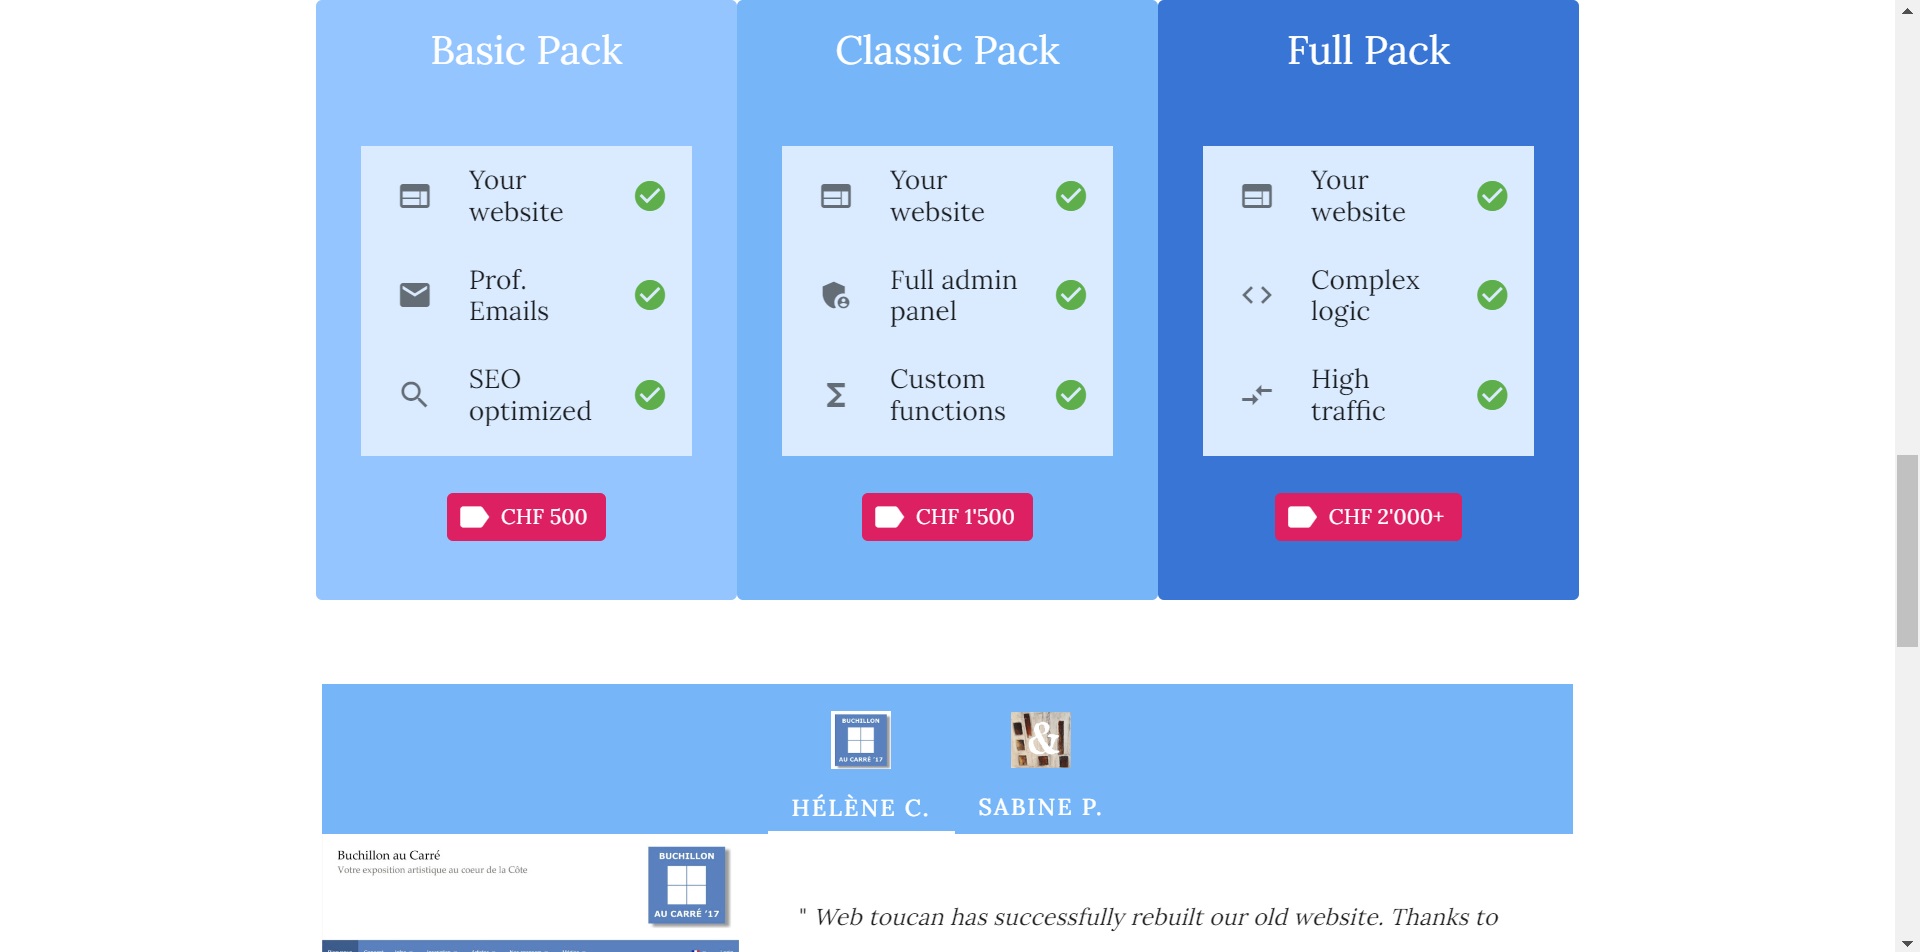 Basic Pack
Your
website
Prof.
Emails
SEO
optimized
CHF 500
Classic Pack
Your
website
Full admin
panel
Custom
functions
CHF 1'500
Full Pack
Your
website
Complex
logic
High
traffic
CHF 2'000+
BUCHILLON
AU CARRÉ '17
HÉLÈNE C.
&
SABINE P.
Buchillon au Carré
Votre exposition artistique au coeur de la Côte
BUCHILLON
AU CARRÉ '17
" Web toucan has successfully rebuilt our old website. Thanks to